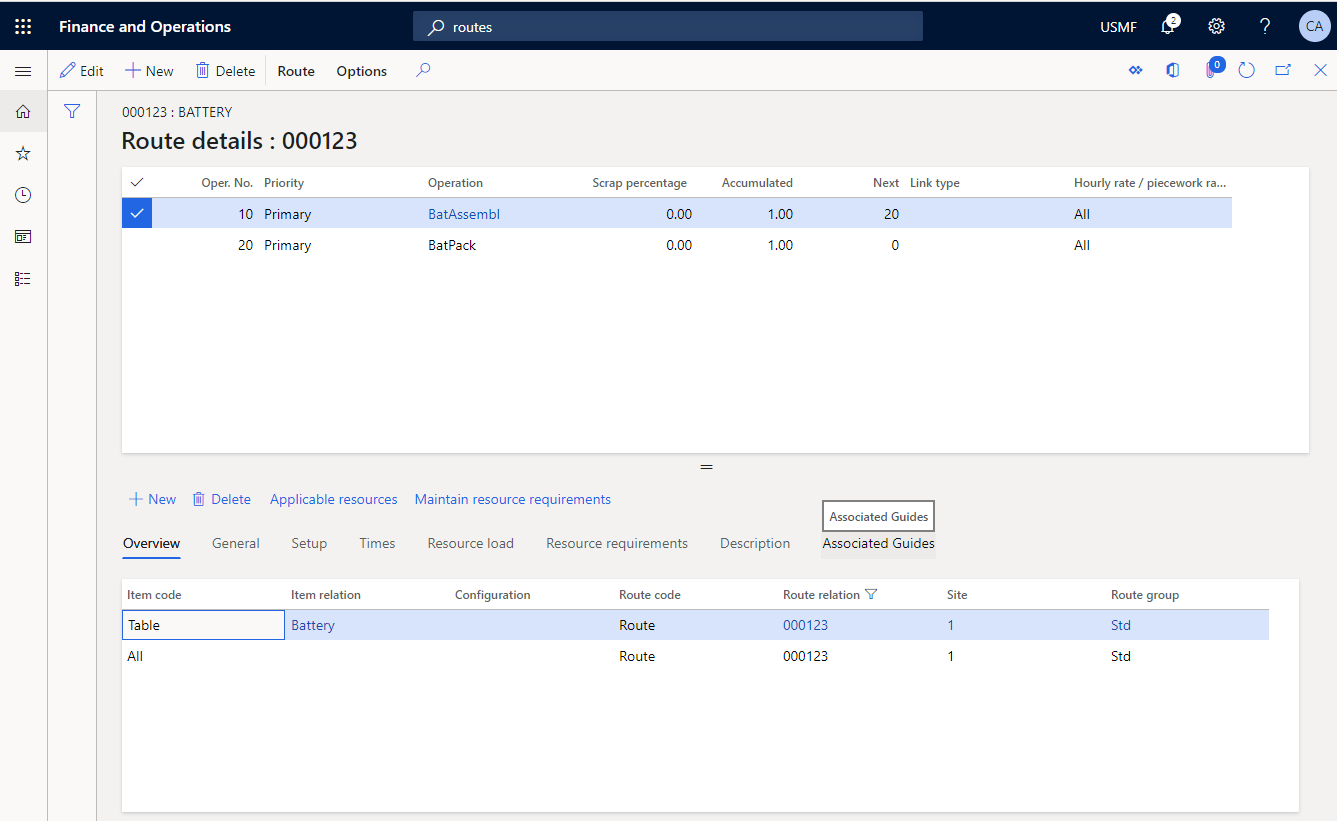 Finance and Operations routes USMF 2 ? CA
Edit New Delete Route Options 0
000123 : BATTERY
Route details : 000123
Oper. No. Priority Operation Scrap percentage Accumulated Next Link type Hourly rate / piecework ra...
10 Primary BatAssembl 0.00 1.00 20 All
20 Primary BatPack 0.00 1.00 0 All
New Delete Applicable resources Maintain resource requirements
Associated Guides
Overview General Setup Times Resource load Resource requirements Description Associated Guides
Item code Item relation Configuration Route code Route relation Site Route group
Table Battery Route 000123 1 Std
All Route 000123 1 Std